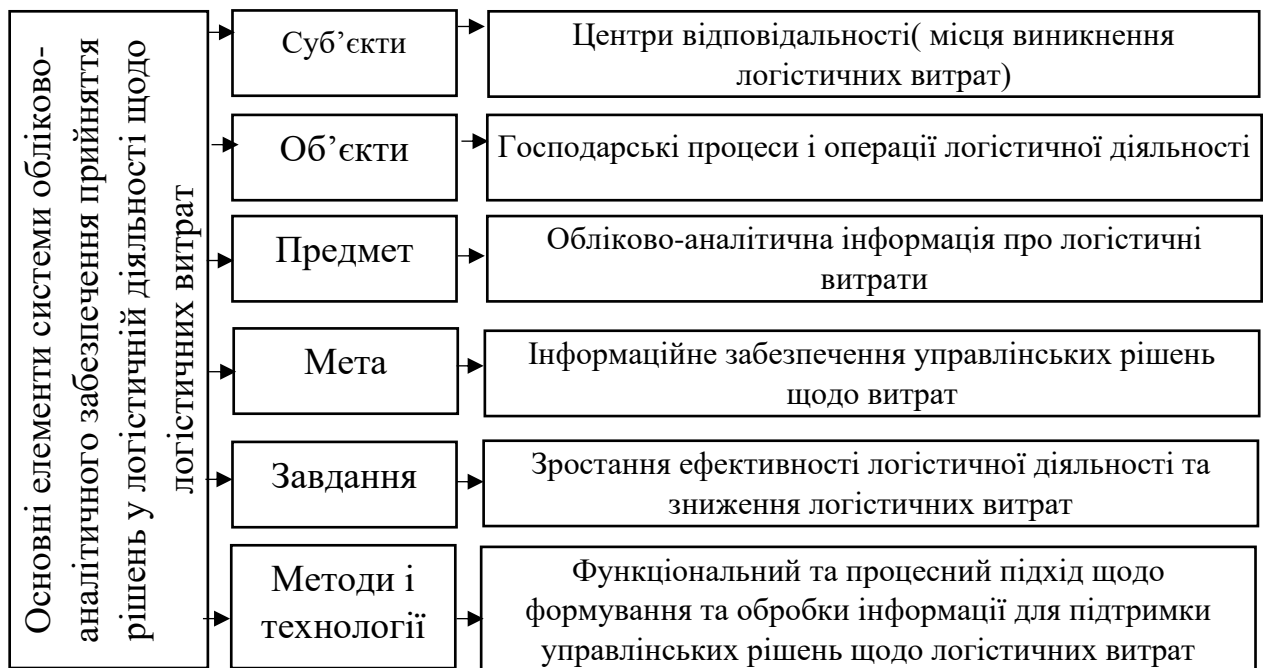 Основні елементи системи обліково-
аналітичного забезпечення прийняття
рішень у логістичній діяльності щодо
логістичних витрат
Суб’єкти
Центри відповідальності( місця виникнення
логістичних витрат)
Об’єкти
Господарські процеси і операції логістичної діяльності
Предмет
Обліково-аналітична інформація про логістичні
витрати
Мета
Інформаційне забезпечення управлінських рішень
щодо витрат
Завдання
Зростання ефективності логістичної діяльності та
зниження логістичних витрат
Методи і
технології
Функціональний та процесний підхід щодо
формування та обробки інформації для підтримки
управлінських рішень щодо логістичних витрат